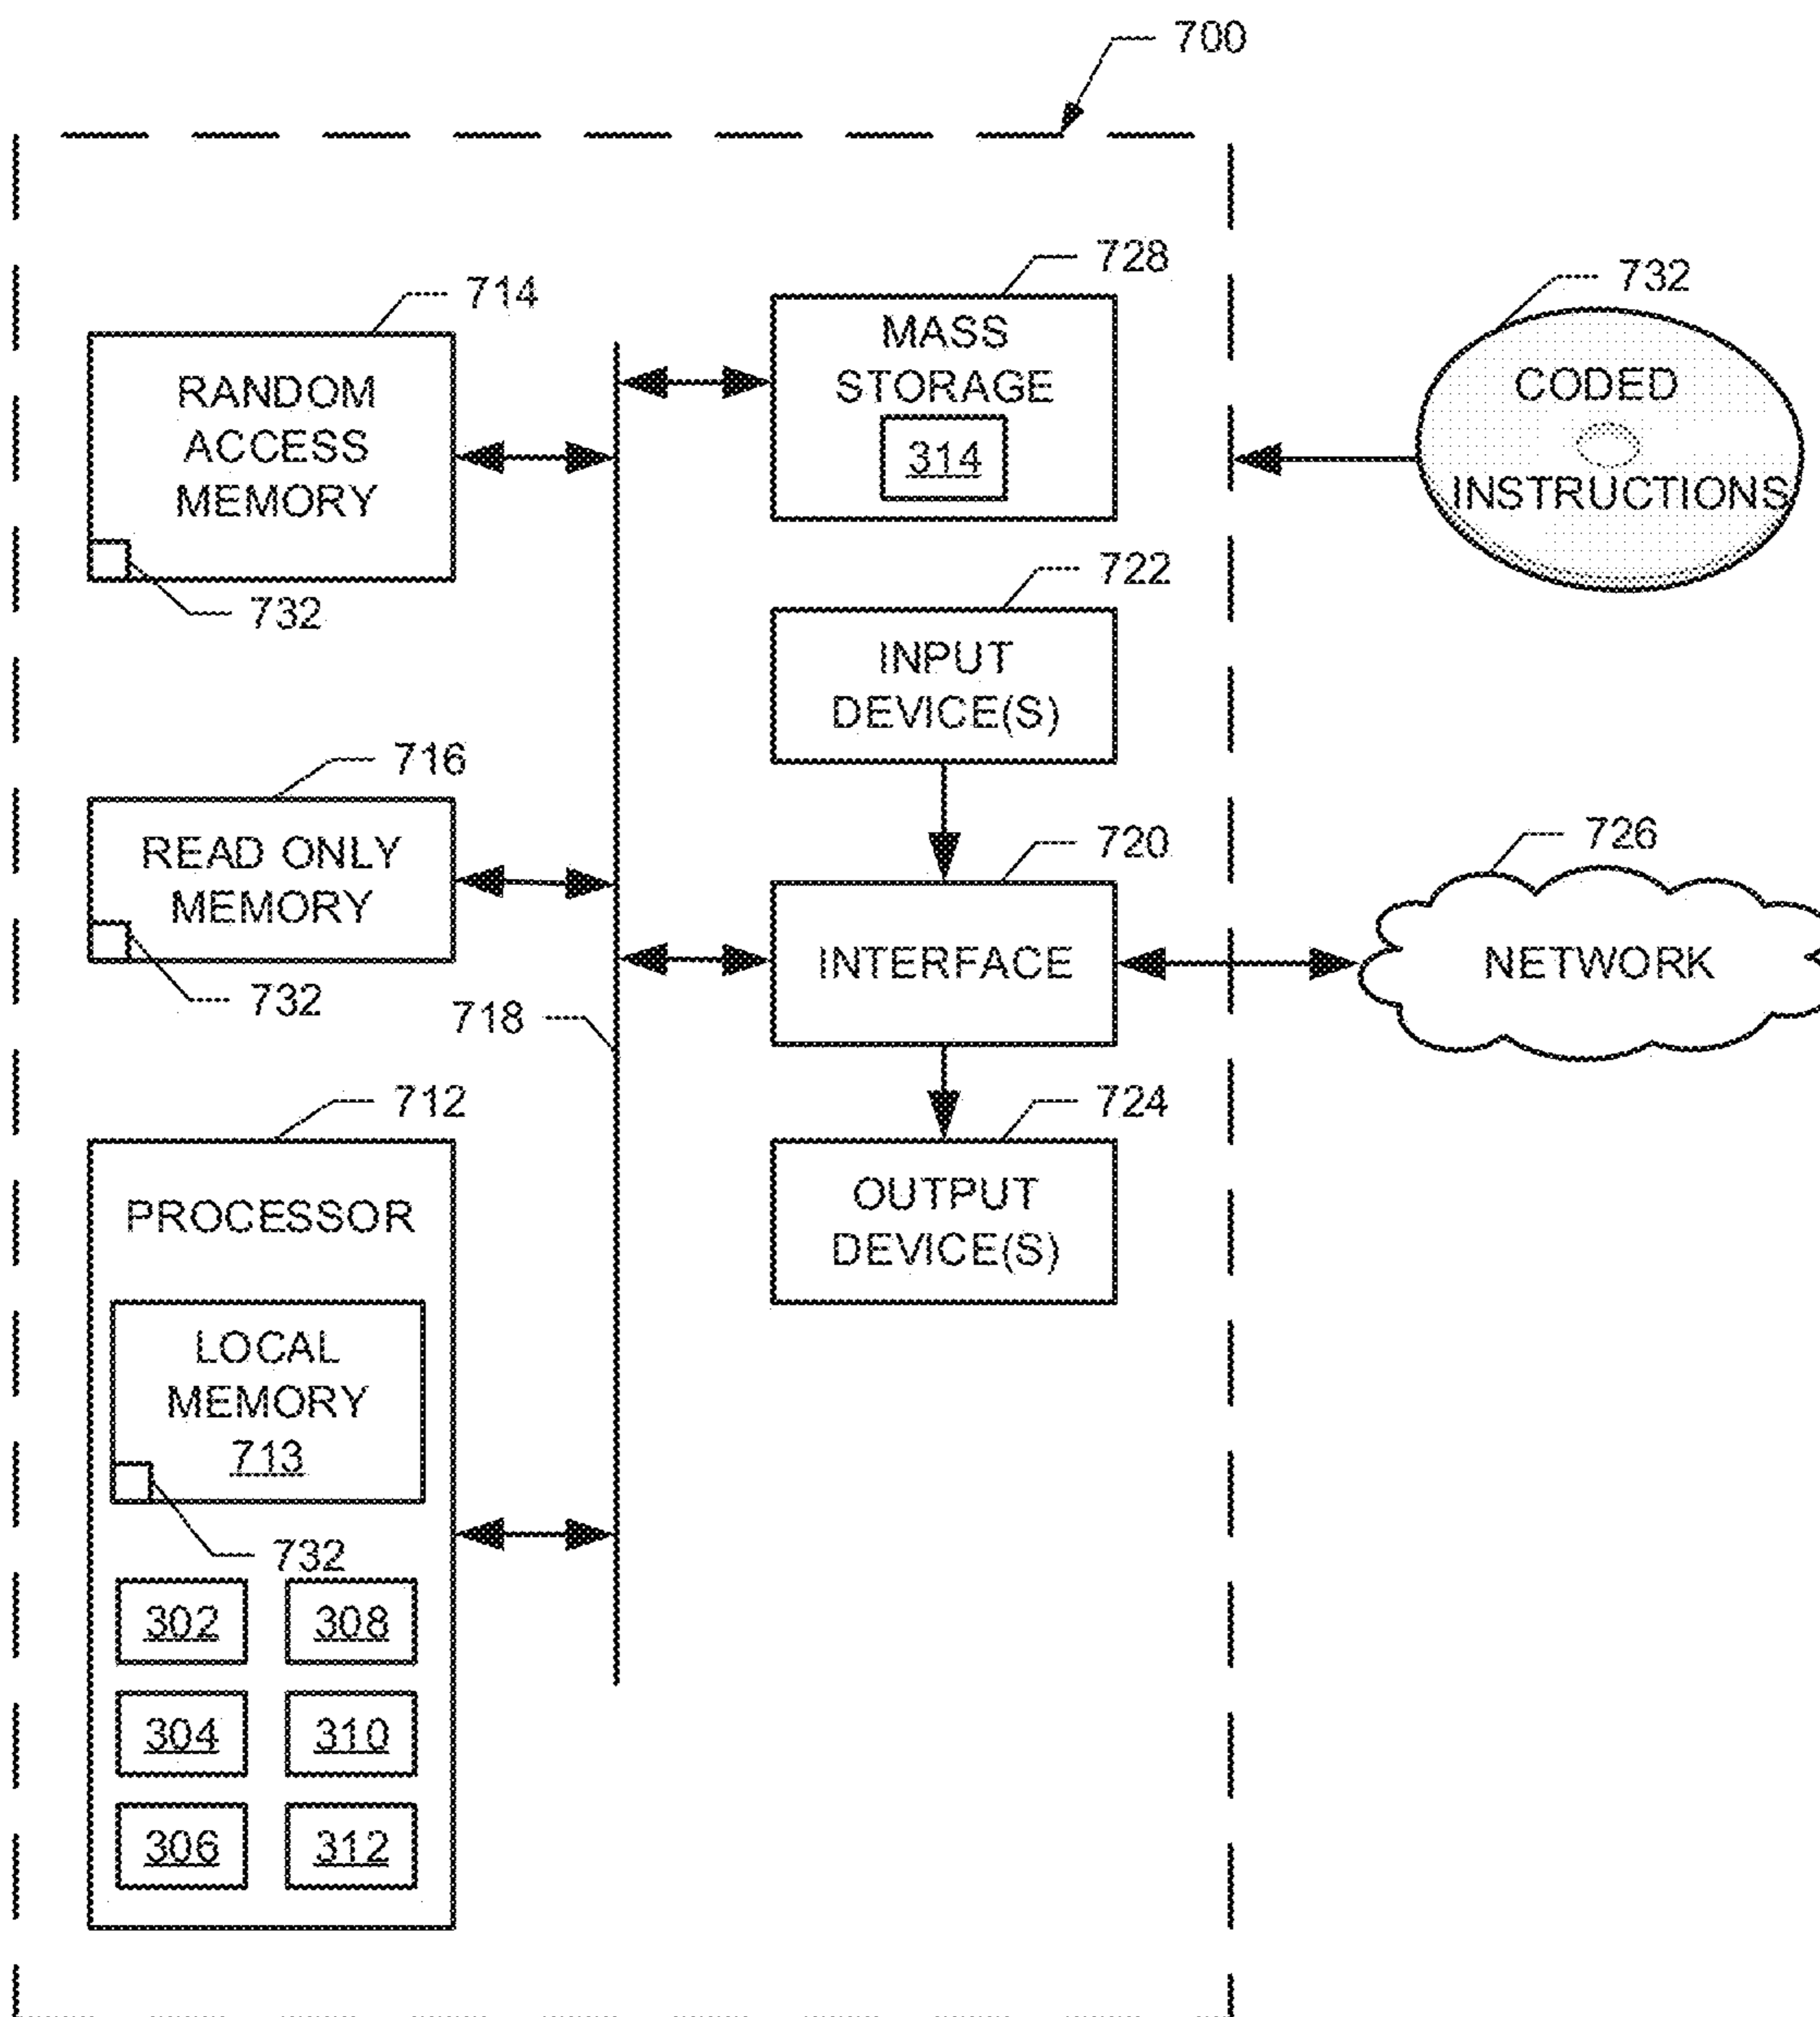 700
714
RANDOM
ACCESS
MEMORY
732
728
MASS
STORAGE
314
732
CODED
INSTRUCTIONS
722
INPUT
DEVICE(S)
716
READ ONLY
MEMORY
732
718
720
INTERFACE
726
NETWORK
712
PROCESSOR
LOCAL
MEMORY
713
732
302
308
304
310
306
312
724
OUTPUT
DEVICE(S)